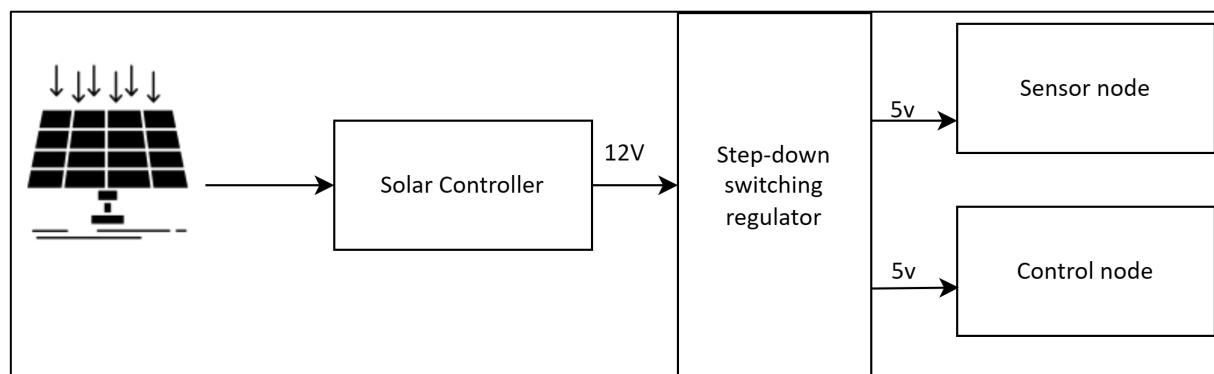 Solar Controller
12V
Step-down
switching
regulator
5v
Sensor node
5v
Control node